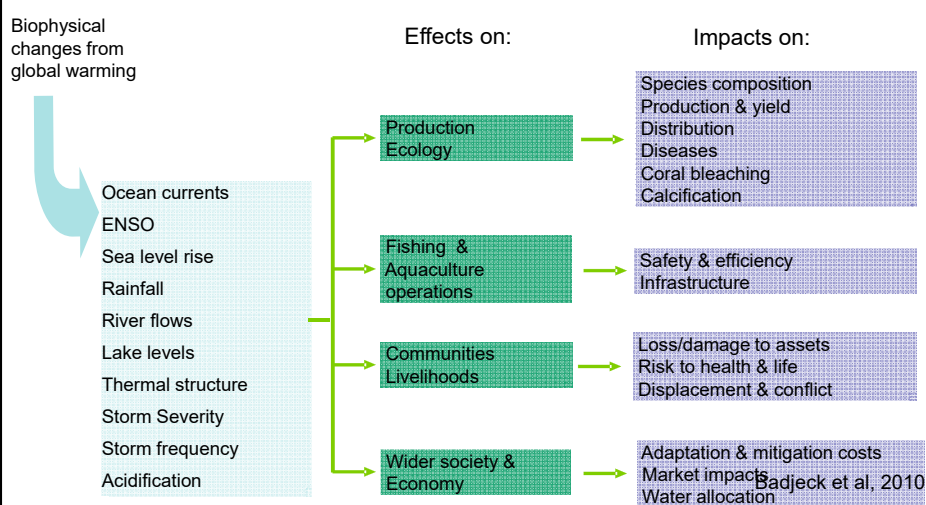 Biophysical
changes from
global warming
Effects on:
Impacts on:
Ocean currents
ENSO
Sea level rise
Rainfall
River flows
Lake levels
Thermal structure
Storm Severity
Storm frequency
Acidification
Production
Ecology
Species composition
Production & yield
Distribution
Diseases
Coral bleaching
Calcification
Fishing &
Aquaculture
operations
Safety & efficiency
Infrastructure
Communities
Livelihoods
Loss/damage to assets
Risk to health & life
Displacement & conflict
Wider society &
Economy
Adaptation & mitigation costs
Market impacts
Water allocation
Badjeck et al, 2010